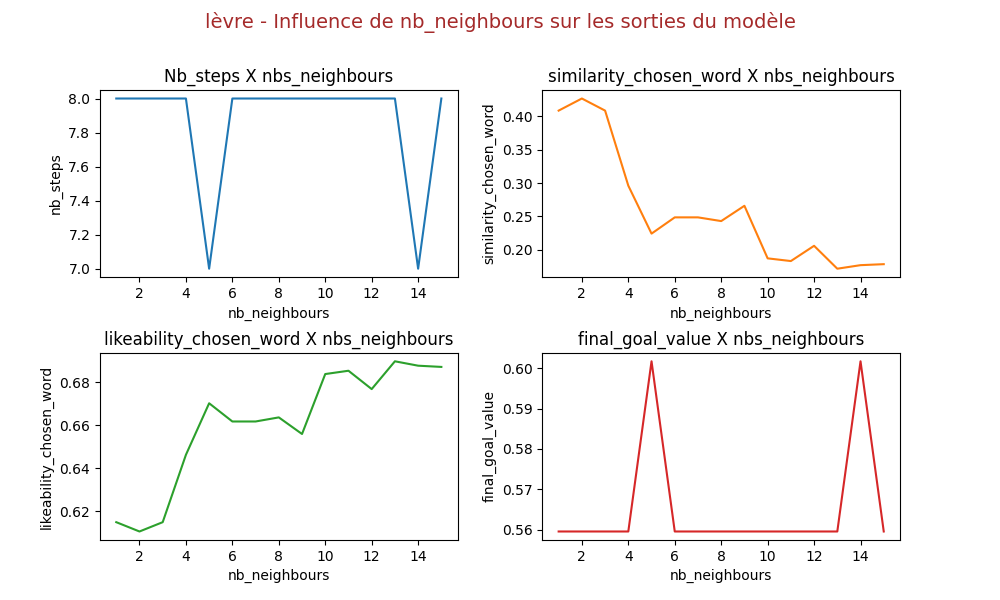 lèvre - Influence de nb_neighbours sur les sorties du modèle
Nb_steps X nbs_neighbours
nb_steps
8.0
7.8
7.6
7.4
7.2
7.0
2 4 6 8 10 12 14
nb_neighbours
similarity_chosen_word X nbs_neighbours
similarity_chosen_word
0.40
0.35
0.30
0.25
0.20
2 4 6 8 10 12 14
nb_neighbours
likeability_chosen_word X nbs_neighbours
likeability_chosen_word
0.68
0.66
0.64
0.62
2 4 6 8 10 12 14
nb_neighbours
final_goal_value X nbs_neighbours
final_goal_value
0.60
0.59
0.58
0.57
0.56
2 4 6 8 10 12 14
nb_neighbours